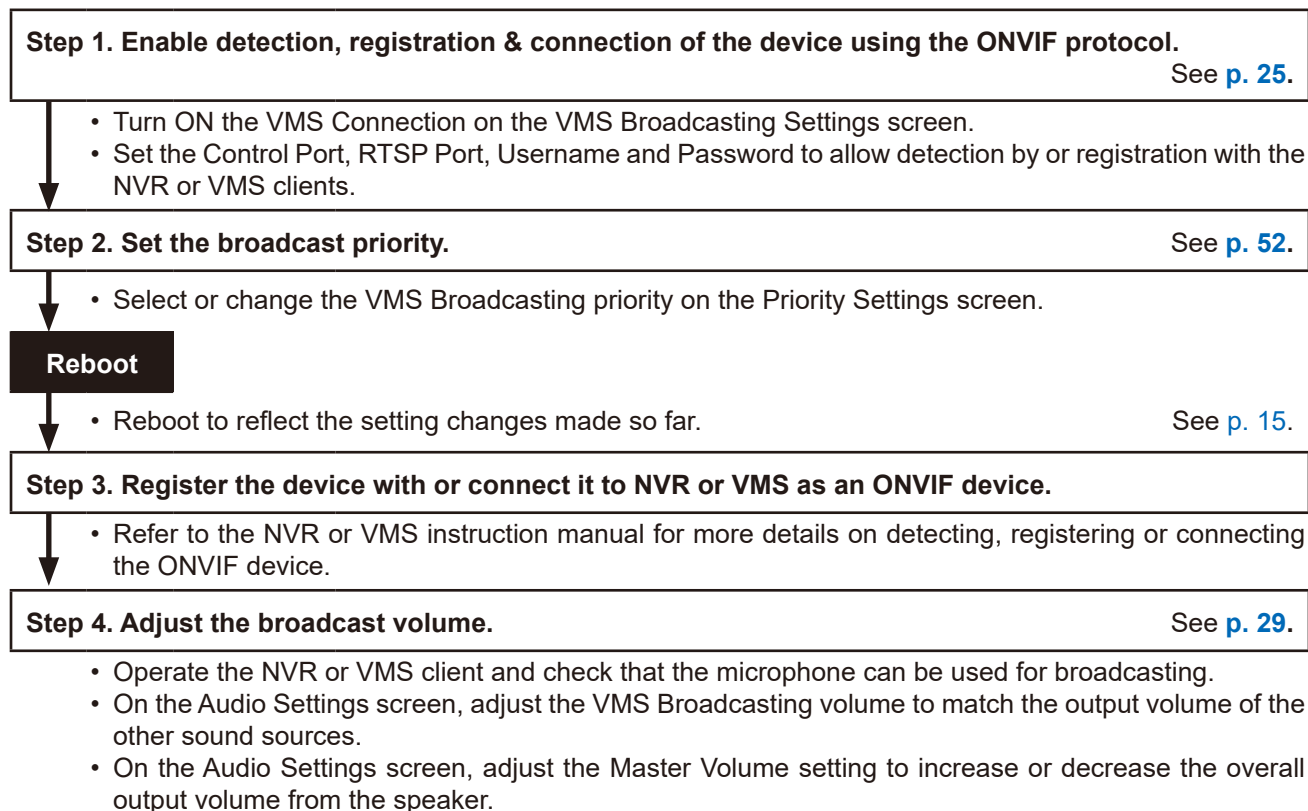 Step 1. Enable detection, registration & connection of the device using the ONVIF protocol.
See p. 25.
• Turn ON the VMS Connection on the VMS Broadcasting Settings screen.
• Set the Control Port, RTSP Port, Username and Password to allow detection by or registration with the
NVR or VMS clients.
Step 2. Set the broadcast priority. See p. 52.
• Select or change the VMS Broadcasting priority on the Priority Settings screen.
Reboot
• Reboot to reflect the setting changes made so far. See p. 15.
Step 3. Register the device with or connect it to NVR or VMS as an ONVIF device.
• Refer to the NVR or VMS instruction manual for more details on detecting, registering or connecting
the ONVIF device.
Step 4. Adjust the broadcast volume. See p. 29.
• Operate the NVR or VMS client and check that the microphone can be used for broadcasting.
• On the Audio Settings screen, adjust the VMS Broadcasting volume to match the output volume of the
other sound sources.
• On the Audio Settings screen, adjust the Master Volume setting to increase or decrease the overall
output volume from the speaker.